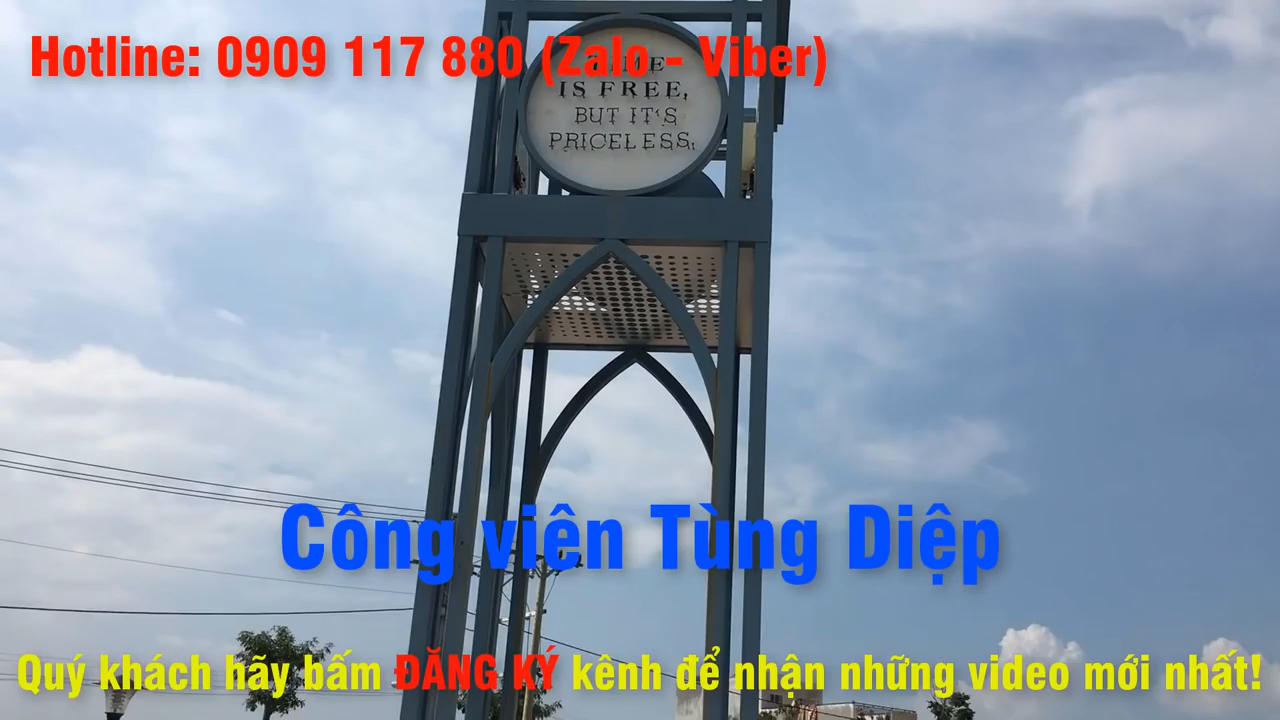 Hotline: 0909 117 880 (Zalo - Viber)
IS FREE,
BUT IT'S
PRICELESS.
Công viên Tùng Diệp
Quý khách hãy bấm ĐĂNG KÝ kênh để nhận những video mới nhất!